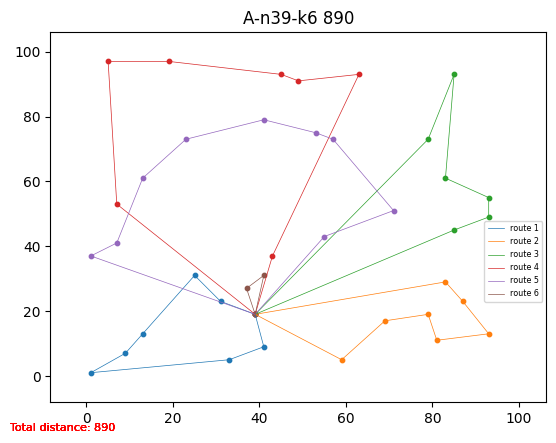 A-n39-k6 890
100
80
60
40
20
0
route 1
route 2
route 3
route 4
route 5
route 6
0 20 40 60 80 100
Total distance: 890